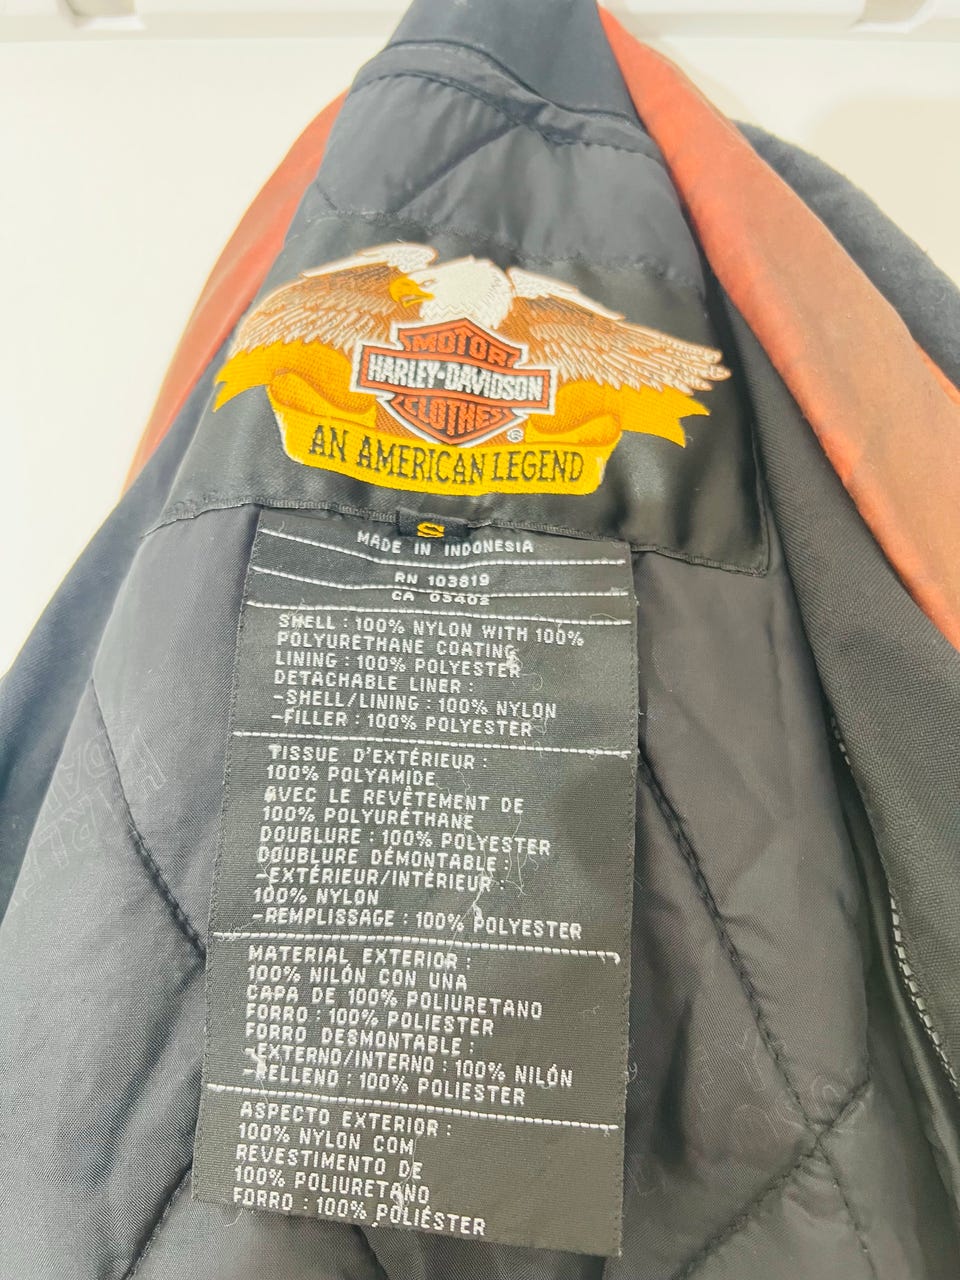 MOTOR
HARLEY-DAVIDSON
CLOTHES
®
AN AMERICAN LEGEND
S
MADE IN INDONESIA
RN 103819
CA 03402
SHELL : 100% NYLON WITH 100%
POLYURETHANE COATING
LINING : 100% POLYESTER
DETACHABLE LINER :
-SHELL/LINING : 100% NYLON
-FILLER : 100% POLYESTER
TISSUE D'EXTÉRIEUR :
100% POLYAMIDE
AVEC LE REVÊTEMENT DE
100% POLYURÉTHANE
DOUBLURE : 100% POLYESTER
DOUBLURE DÉMONTABLE :
-EXTÉRIEUR/INTÉRIEUR :
100% NYLON
-REMPLISSAGE : 100% POLYESTER
MATERIAL EXTERIOR :
100% NILÓN CON UNA
CAPA DE 100% POLIURETANO
FORRO : 100% POLIESTER
FORRO DESMONTABLE :
-EXTERNO/INTERNO : 100% NILÓN
-RELLENO : 100% POLIESTER
ASPECTO EXTERIOR :
100% NYLON COM
REVESTIMENTO DE
100% POLIURETANO
FORRO : 100% POLIÉSTER